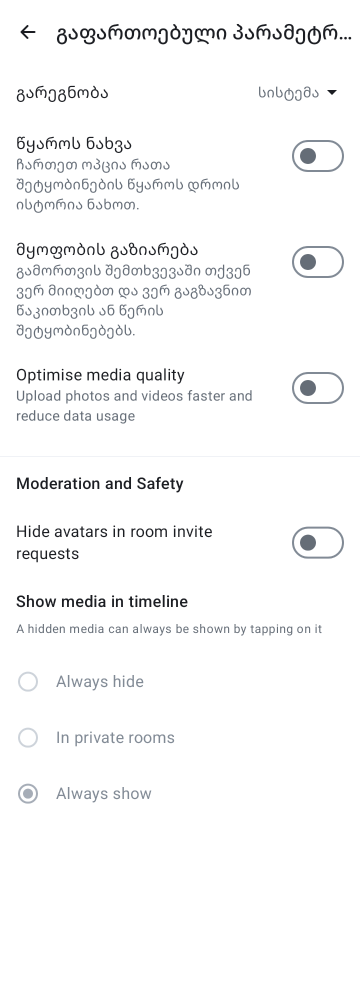 გაფართოებული პარამეტრ...
გარეგნობა
სისტემა
წყაროს ნახვა
ჩართეთ ოპცია რათა
შეტყობინების წყაროს დროის
ისტორია ნახოთ.
მყოფობის გაზიარება
გამორთვის შემთხვევაში თქვენ
ვერ მიიღებთ და ვერ გაგზავნით
წაკითხვის ან წერის
შეტყობინებებს.
Optimise media quality
Upload photos and videos faster and
reduce data usage
Moderation and Safety
Hide avatars in room invite
requests
Show media in timeline
A hidden media can always be shown by tapping on it
Always hide
In private rooms
Always show